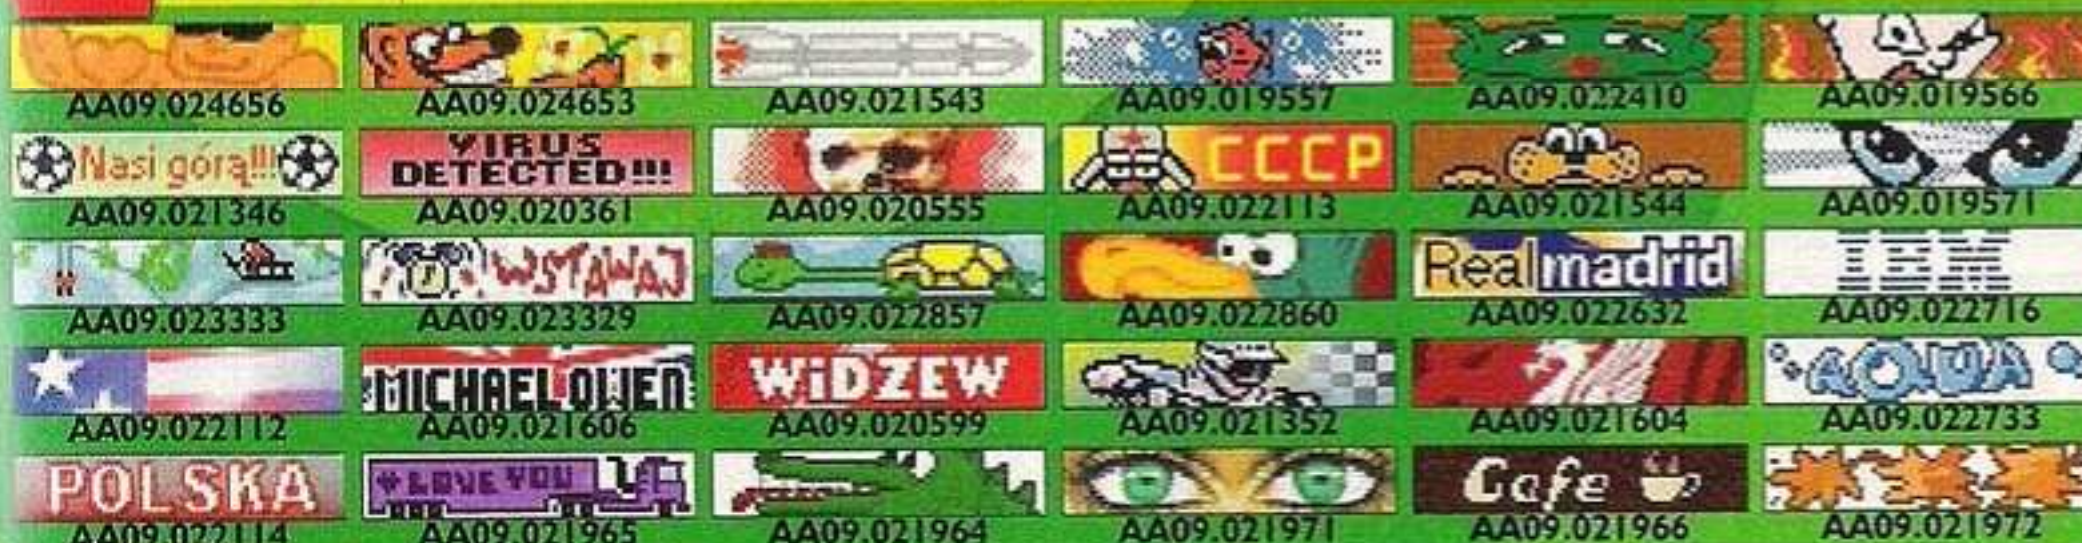 AA09.024656 AA09.024653 AA09.021543 AA09.019557 AA09.022410 AA09.019566
Nasi górą!!! VIRUS DETECTED!!! CCCP
AA09.021346 AA09.020361 AA09.020555 AA09.022113 AA09.021544 AA09.019571
WSTAWAJ Real madrid IBM
AA09.023333 AA09.023329 AA09.022857 AA09.022860 AA09.022632 AA09.022716
MICHAEL OWEN WiDZEW AQUA
AA09.022112 AA09.021606 AA09.020599 AA09.021352 AA09.021604 AA09.022733
POLSKA LOVE YOU Cafe
AA09.022114 AA09.021965 AA09.021964 AA09.021971 AA09.021966 AA09.021972